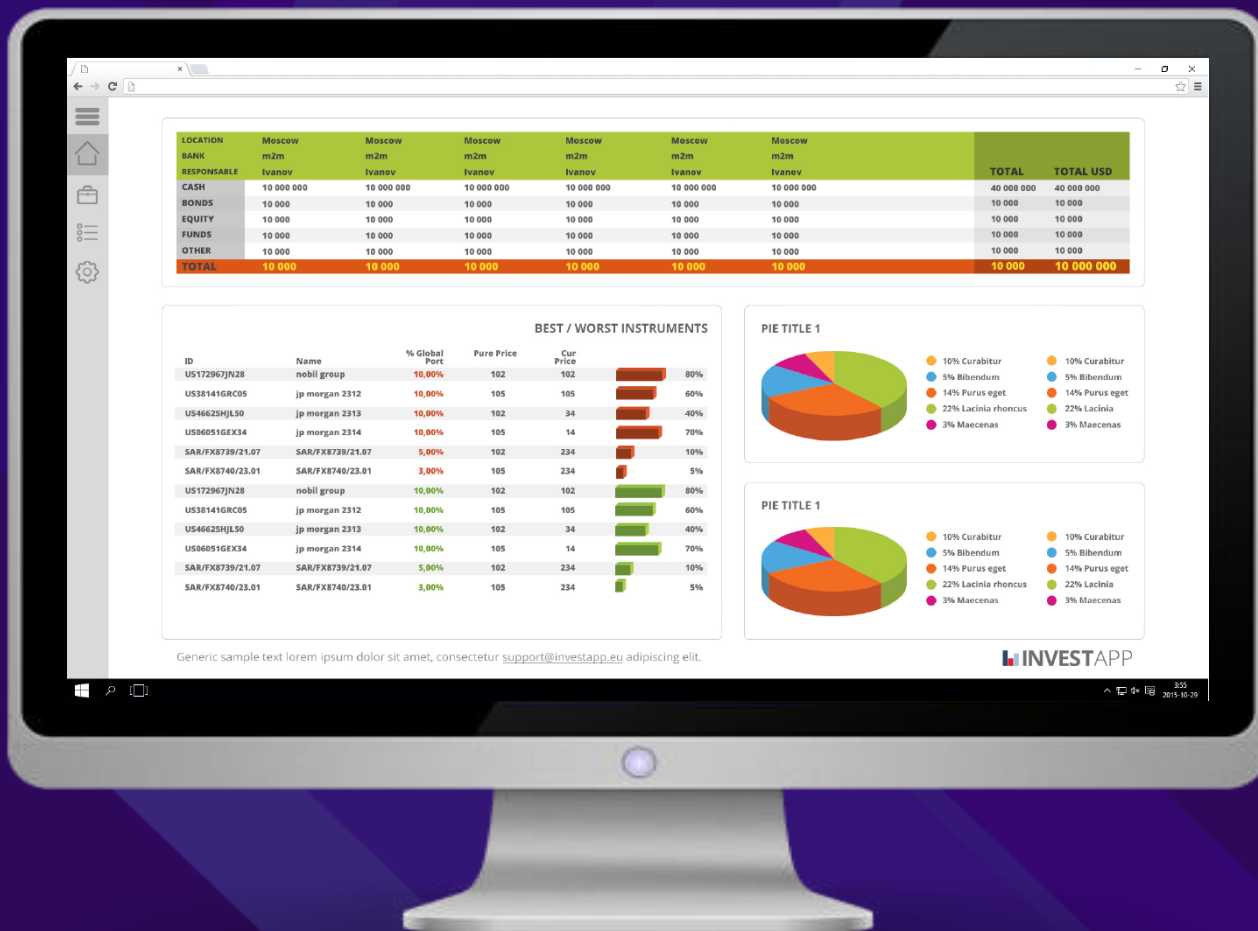 LOCATION Moscow Moscow Moscow Moscow Moscow Moscow
BANK m2m m2m m2m m2m m2m m2m
RESPONSABLE Ivanov Ivanov Ivanov Ivanov Ivanov Ivanov TOTAL TOTAL USD
CASH 10 000 000 10 000 000 10 000 000 10 000 000 10 000 000 10 000 000 40 000 000 40 000 000
BONDS 10 000 10 000 10 000 10 000 10 000 10 000 10 000 10 000
EQUITY 10 000 10 000 10 000 10 000 10 000 10 000 10 000 10 000
FUNDS 10 000 10 000 10 000 10 000 10 000 10 000 10 000 10 000
OTHER 10 000 10 000 10 000 10 000 10 000 10 000 10 000 10 000
TOTAL 10 000 10 000 10 000 10 000 10 000 10 000 10 000 10 000 000
BEST / WORST INSTRUMENTS
ID Name % Global Port Pure Price Cur Price
US172967JN28 nobil group 10,00% 102 102 80%
US38141GRC05 jp morgan 2312 10,00% 105 105 60%
US46625HJL50 jp morgan 2313 10,00% 102 34 40%
US06051GEX34 jp morgan 2314 10,00% 105 14 70%
SAR/FX8739/21.07 SAR/FX8739/21.07 5,00% 102 234 10%
SAR/FX8740/23.01 SAR/FX8740/23.01 3,00% 105 234 5%
US172967JN28 nobil group 10,00% 102 102 80%
US38141GRC05 jp morgan 2312 10,00% 105 105 60%
US46625HJL50 jp morgan 2313 10,00% 102 34 40%
US06051GEX34 jp morgan 2314 10,00% 105 14 70%
SAR/FX8739/21.07 SAR/FX8739/21.07 5,00% 102 234 10%
SAR/FX8740/23.01 SAR/FX8740/23.01 3,00% 105 234 5%
PIE TITLE 1
10% Curabitur 10% Curabitur
5% Bibendum 5% Bibendum
14% Purus eget 14% Purus eget
22% Lacinia rhoncus 22% Lacinia
3% Maecenas 3% Maecenas
PIE TITLE 1
10% Curabitur 10% Curabitur
5% Bibendum 5% Bibendum
14% Purus eget 14% Purus eget
22% Lacinia rhoncus 22% Lacinia
3% Maecenas 3% Maecenas
Generic sample text lorem ipsum dolor sit amet, consectetur support@investapp.eu adipiscing elit.
INVESTAPP
3:55
2015-10-29